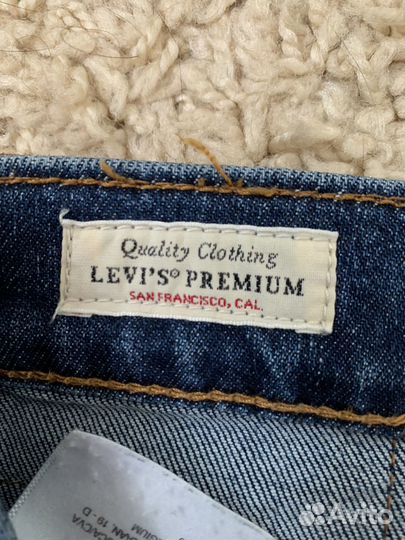 Quality Clothing
LEVI'S® PREMIUM
SAN FRANCISCO, CAL.
Avito